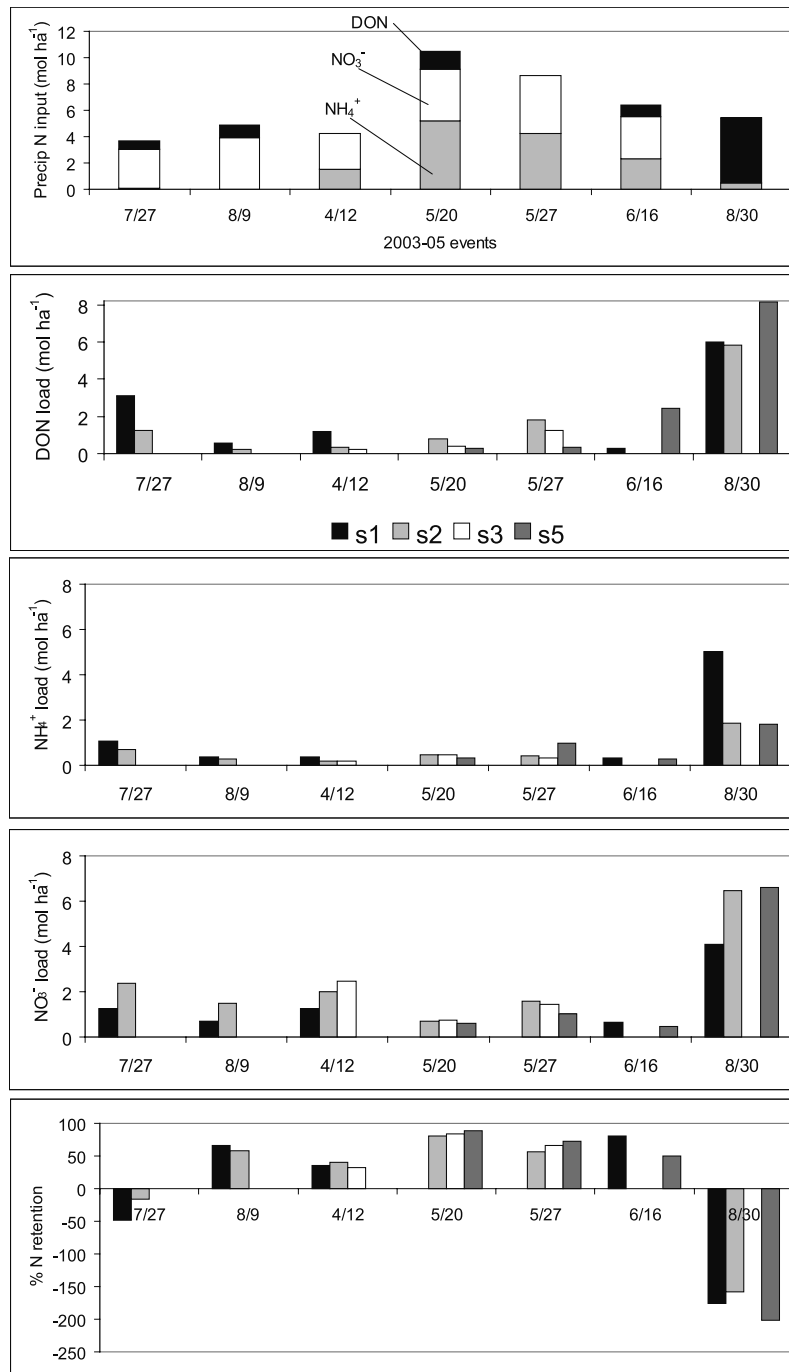 Precip N input (mol ha⁻¹)
12
10
8
6
4
2
0
DON
NO₃⁻
NH₄⁺
7/27 8/9 4/12 5/20 5/27 6/16 8/30
2003-05 events
DON load (mol ha⁻¹)
8
6
4
2
0
7/27 8/9 4/12 5/20 5/27 6/16 8/30
s1 s2 s3 s5
NH₄⁺ load (mol ha⁻¹)
8
6
4
2
0
7/27 8/9 4/12 5/20 5/27 6/16 8/30
NO₃⁻ load (mol ha⁻¹)
8
6
4
2
0
7/27 8/9 4/12 5/20 5/27 6/16 8/30
% N retention
100
50
0
-50
-100
-150
-200
-250
7/27 8/9 4/12 5/20 5/27 6/16 8/30